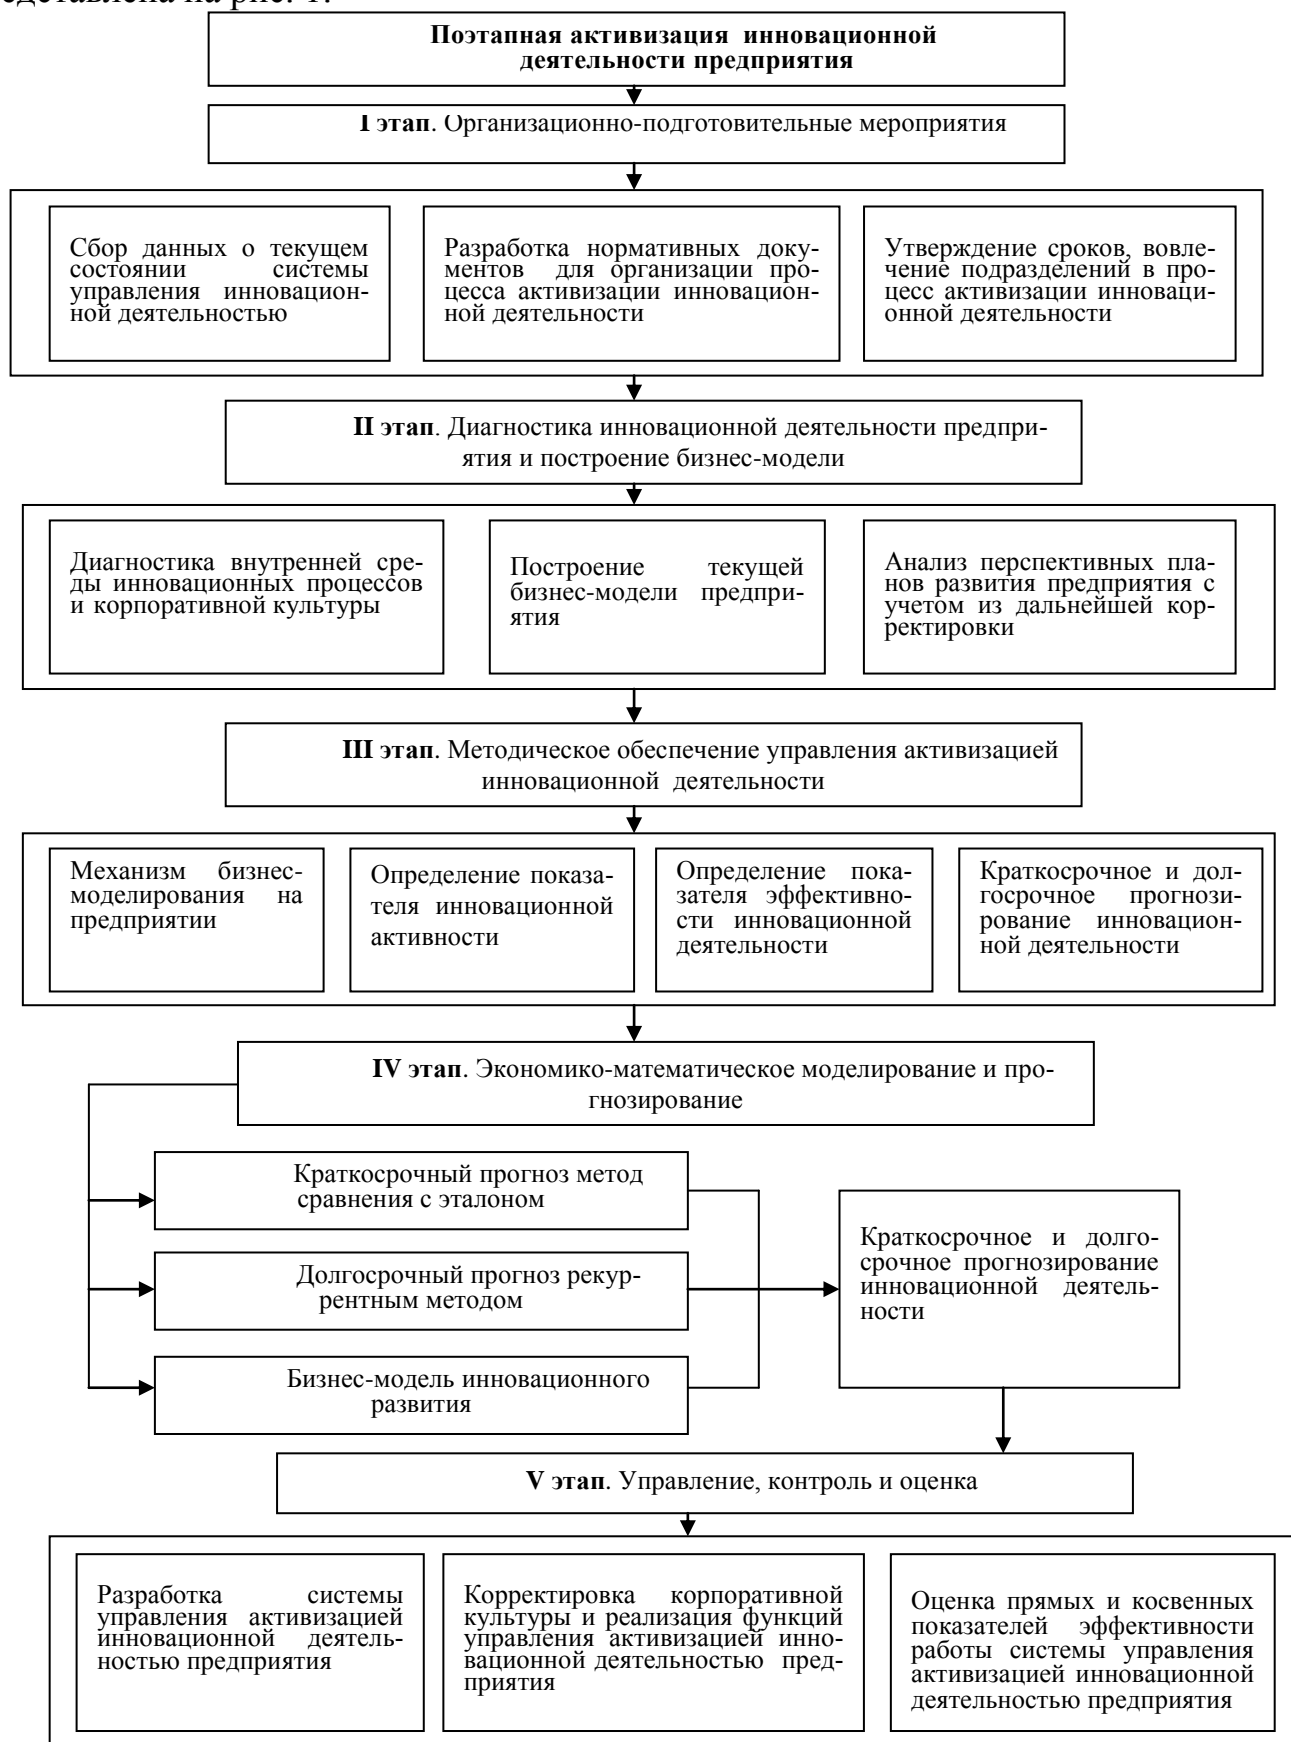 едставлена на рис. 1.
Поэтапная активизация инновационной
деятельности предприятия
I этап. Организационно-подготовительные мероприятия
Сбор данных о текущем
состоянии системы
управления инновацион-
ной деятельностью
Разработка нормативных доку-
ментов для организации про-
цесса активизации инновацион-
ной деятельности
Утверждение сроков, вовле-
чение подразделений в про-
цесс активизации инноваци-
онной деятельности
II этап. Диагностика инновационной деятельности предпри-
ятия и построение бизнес-модели
Диагностика внутренней сре-
ды инновационных процессов
и корпоративной культуры
Построение текущей
бизнес-модели предпри-
ятия
Анализ перспективных пла-
нов развития предприятия с
учетом из дальнейшей кор-
ректировки
III этап. Методическое обеспечение управления активизацией
инновационной деятельности
Механизм бизнес-
моделирования на
предприятии
Определение показа-
теля инновационной
активности
Определение пока-
зателя эффективно-
сти инновационной
деятельности
Краткосрочное и дол-
госрочное прогнози-
рование инновацион-
ной деятельности
IV этап. Экономико-математическое моделирование и про-
гнозирование
Краткосрочный прогноз метод
сравнения с эталоном
Долгосрочный прогноз рекур-
рентным методом
Бизнес-модель инновационного
развития
Краткосрочное и долго-
срочное прогнозирование
инновационной деятель-
ности
V этап. Управление, контроль и оценка
Разработка системы
управления активизацией
инновационной деятель-
ностью предприятия
Корректировка корпоративной
культуры и реализация функций
управления активизацией инно-
вационной деятельностью пред-
приятия
Оценка прямых и косвенных
показателей эффективности
работы системы управления
активизацией инновационной
деятельностью предприятия